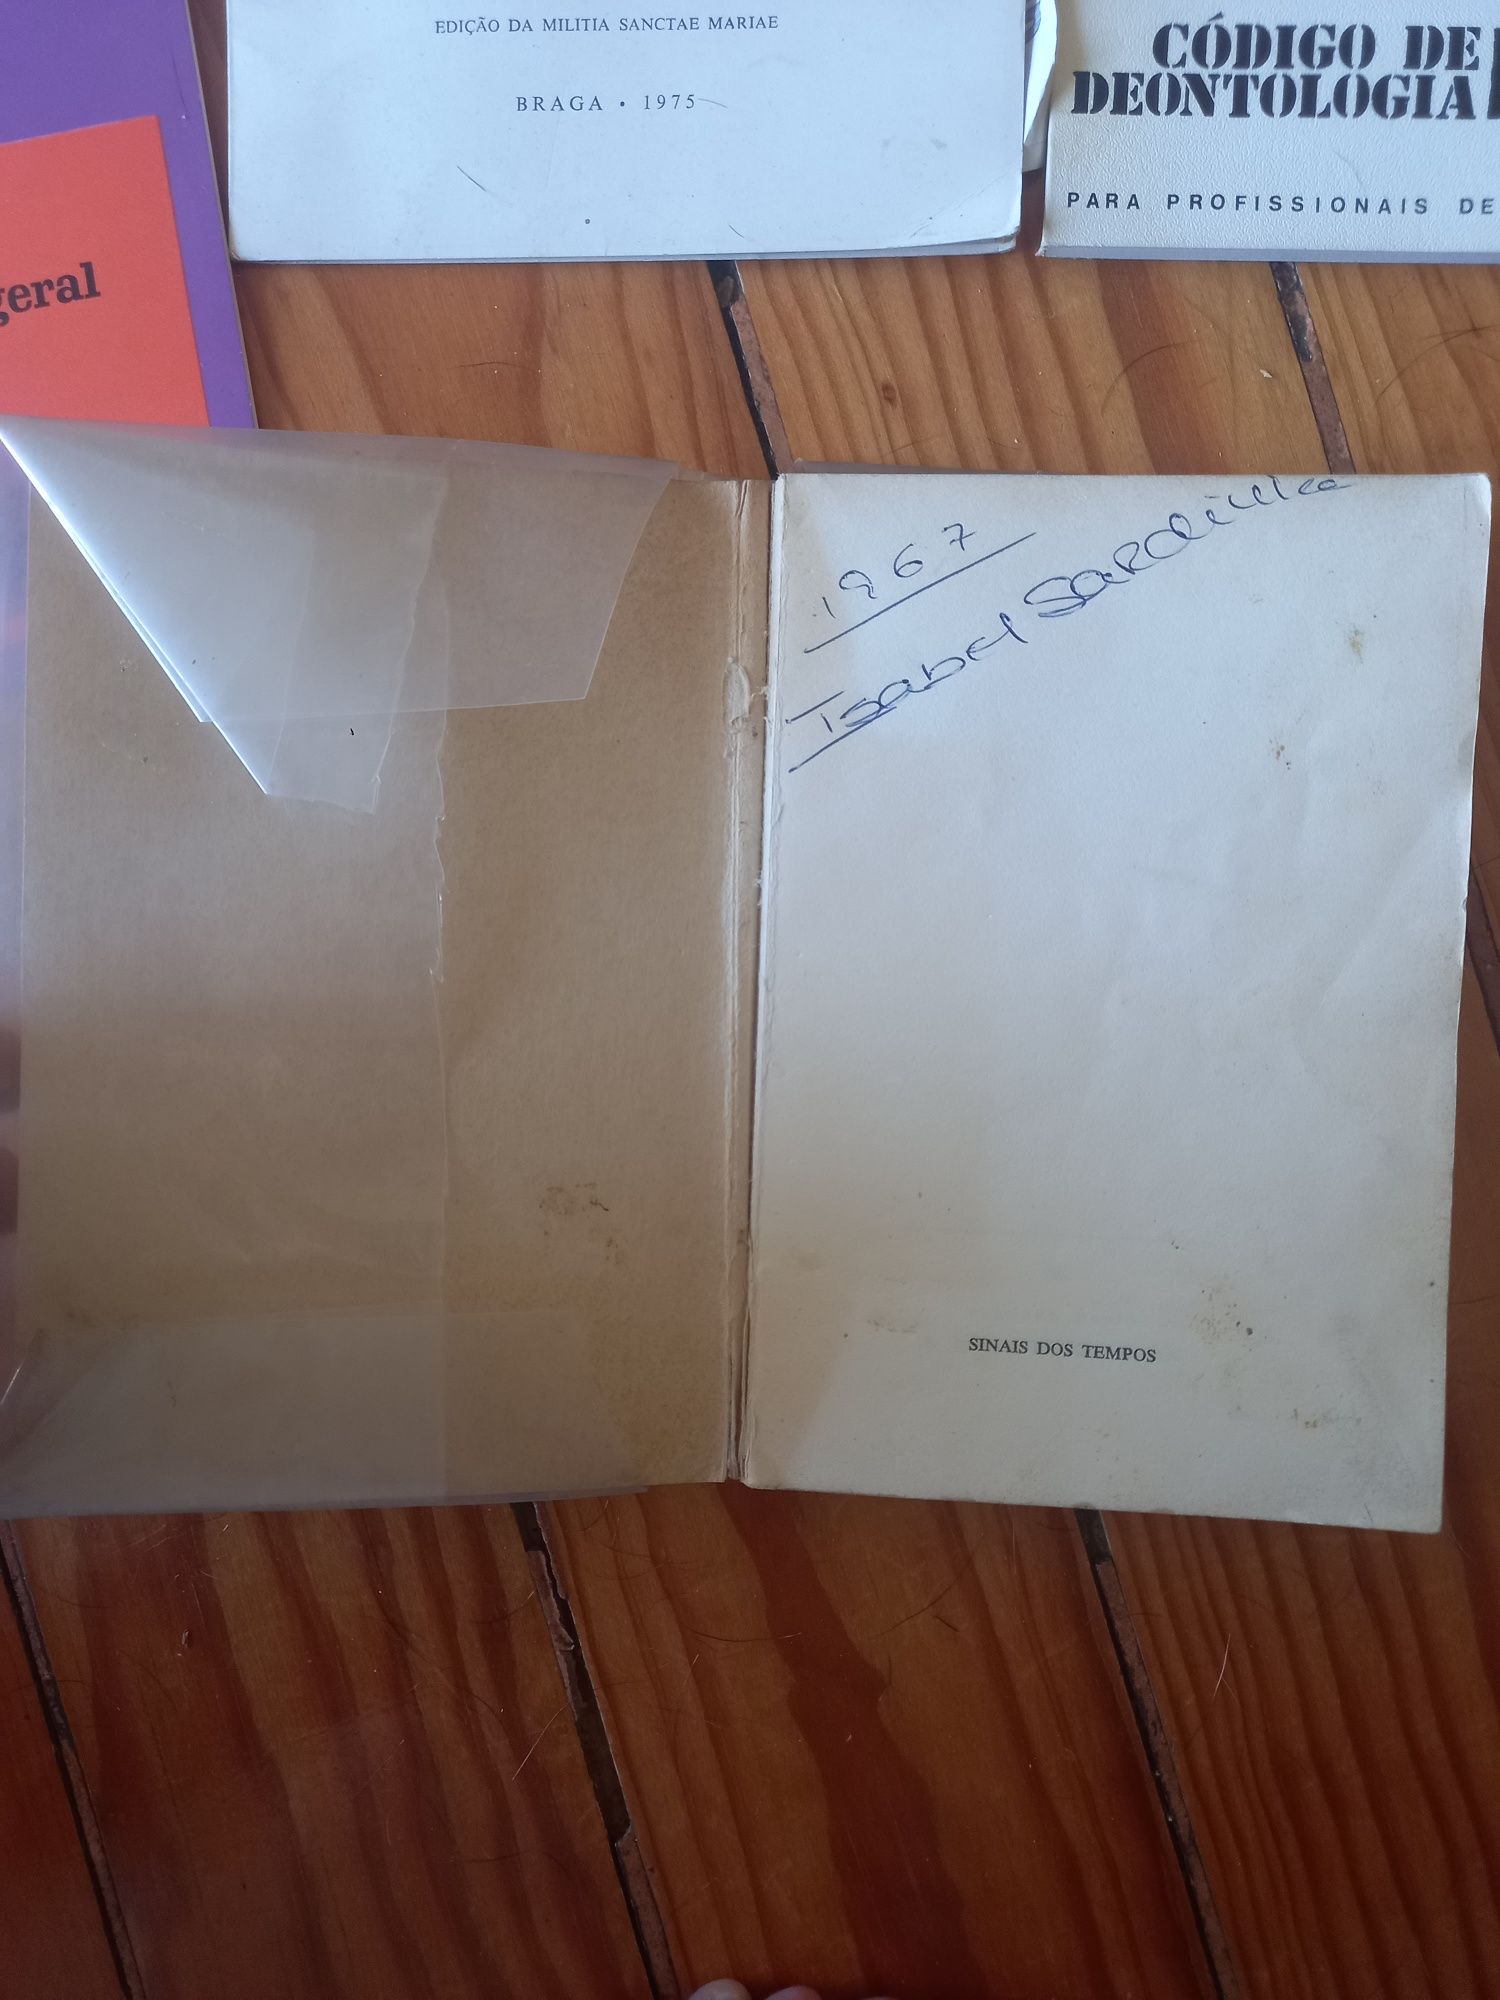 EDIÇÃO DA MILITIA SANCTAE MARIAE
BRAGA • 1975
CÓDIGO DE
DEONTOLOGIA
PARA PROFISSIONAIS DE
geral
1967
Isabel Sardinha
SINAIS DOS TEMPOS